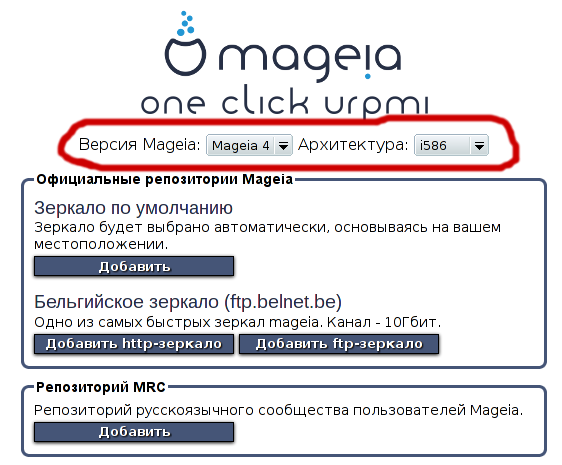 mageia
one click urpmi
Версия Mageia: Mageia 4 Архитектура: i586
Официальные репозитории Mageia
Зеркало по умолчанию
Зеркало будет выбрано автоматически, основываясь на вашем
местоположении.
Добавить
Бельгийское зеркало (ftp.belnet.be)
Одно из самых быстрых зеркал mageia. Канал - 10Гбит.
Добавить http-зеркало Добавить ftp-зеркало
Репозиторий MRC
Репозиторий русскоязычного сообщества пользователей Mageia.
Добавить